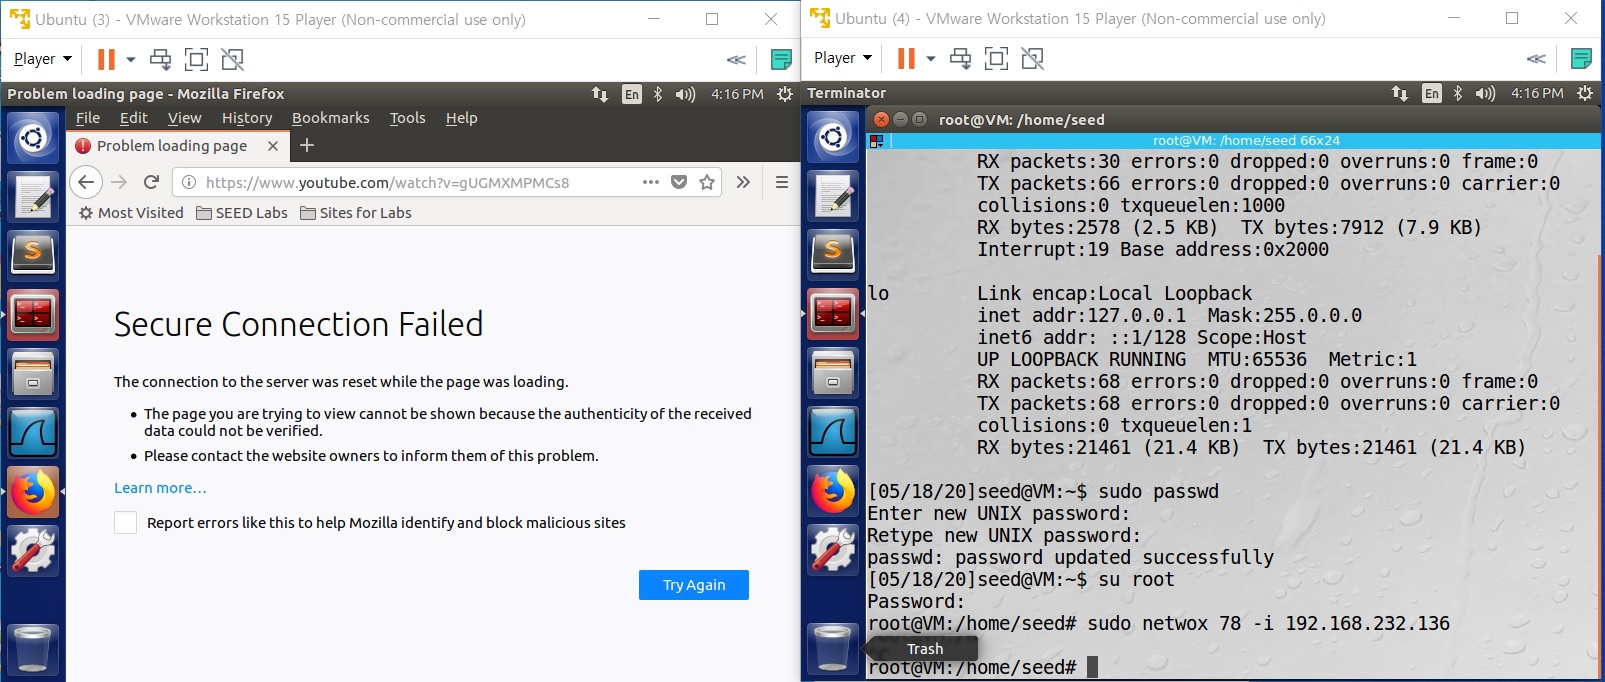 Ubuntu (3) - VMware Workstation 15 Player (Non-commercial use only)
Player
Problem loading page - Mozilla Firefox
En
4:16 PM
File Edit View History Bookmarks Tools Help
Problem loading page
https://www.youtube.com/watch?v=gUGMXMPMCs8
Most Visited SEED Labs Sites for Labs
Secure Connection Failed
The connection to the server was reset while the page was loading.
The page you are trying to view cannot be shown because the authenticity of the received
data could not be verified.
Please contact the website owners to inform them of this problem.
Learn more…
Report errors like this to help Mozilla identify and block malicious sites
Try Again
Ubuntu (4) - VMware Workstation 15 Player (Non-commercial use only)
Player
Terminator
En
4:16 PM
root@VM: /home/seed
root@VM: /home/seed 66x24
RX packets:30 errors:0 dropped:0 overruns:0 frame:0
TX packets:66 errors:0 dropped:0 overruns:0 carrier:0
collisions:0 txqueuelen:1000
RX bytes:2578 (2.5 KB)  TX bytes:7912 (7.9 KB)
Interrupt:19 Base address:0x2000
lo        Link encap:Local Loopback
inet addr:127.0.0.1  Mask:255.0.0.0
inet6 addr: ::1/128 Scope:Host
UP LOOPBACK RUNNING  MTU:65536  Metric:1
RX packets:68 errors:0 dropped:0 overruns:0 frame:0
TX packets:68 errors:0 dropped:0 overruns:0 carrier:0
collisions:0 txqueuelen:1
RX bytes:21461 (21.4 KB)  TX bytes:21461 (21.4 KB)
[05/18/20]seed@VM:~$ sudo passwd
Enter new UNIX password:
Retype new UNIX password:
passwd: password updated successfully
[05/18/20]seed@VM:~$ su root
Password:
root@VM:/home/seed# sudo netwox 78 -i 192.168.232.136
Trash
root@VM:/home/seed#